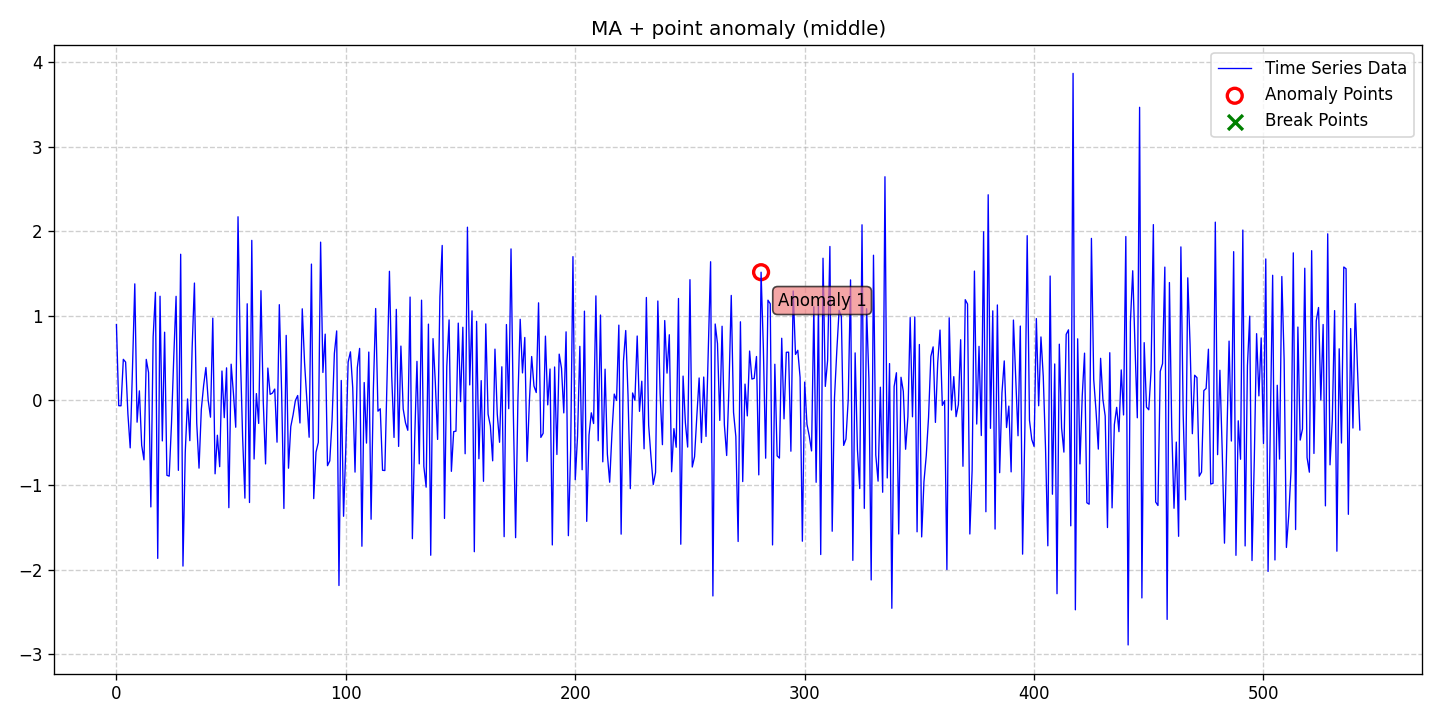 MA + point anomaly (middle)
Time Series Data
Anomaly Points
Break Points
Anomaly 1
4
3
2
1
0
−1
−2
−3
0
100
200
300
400
500